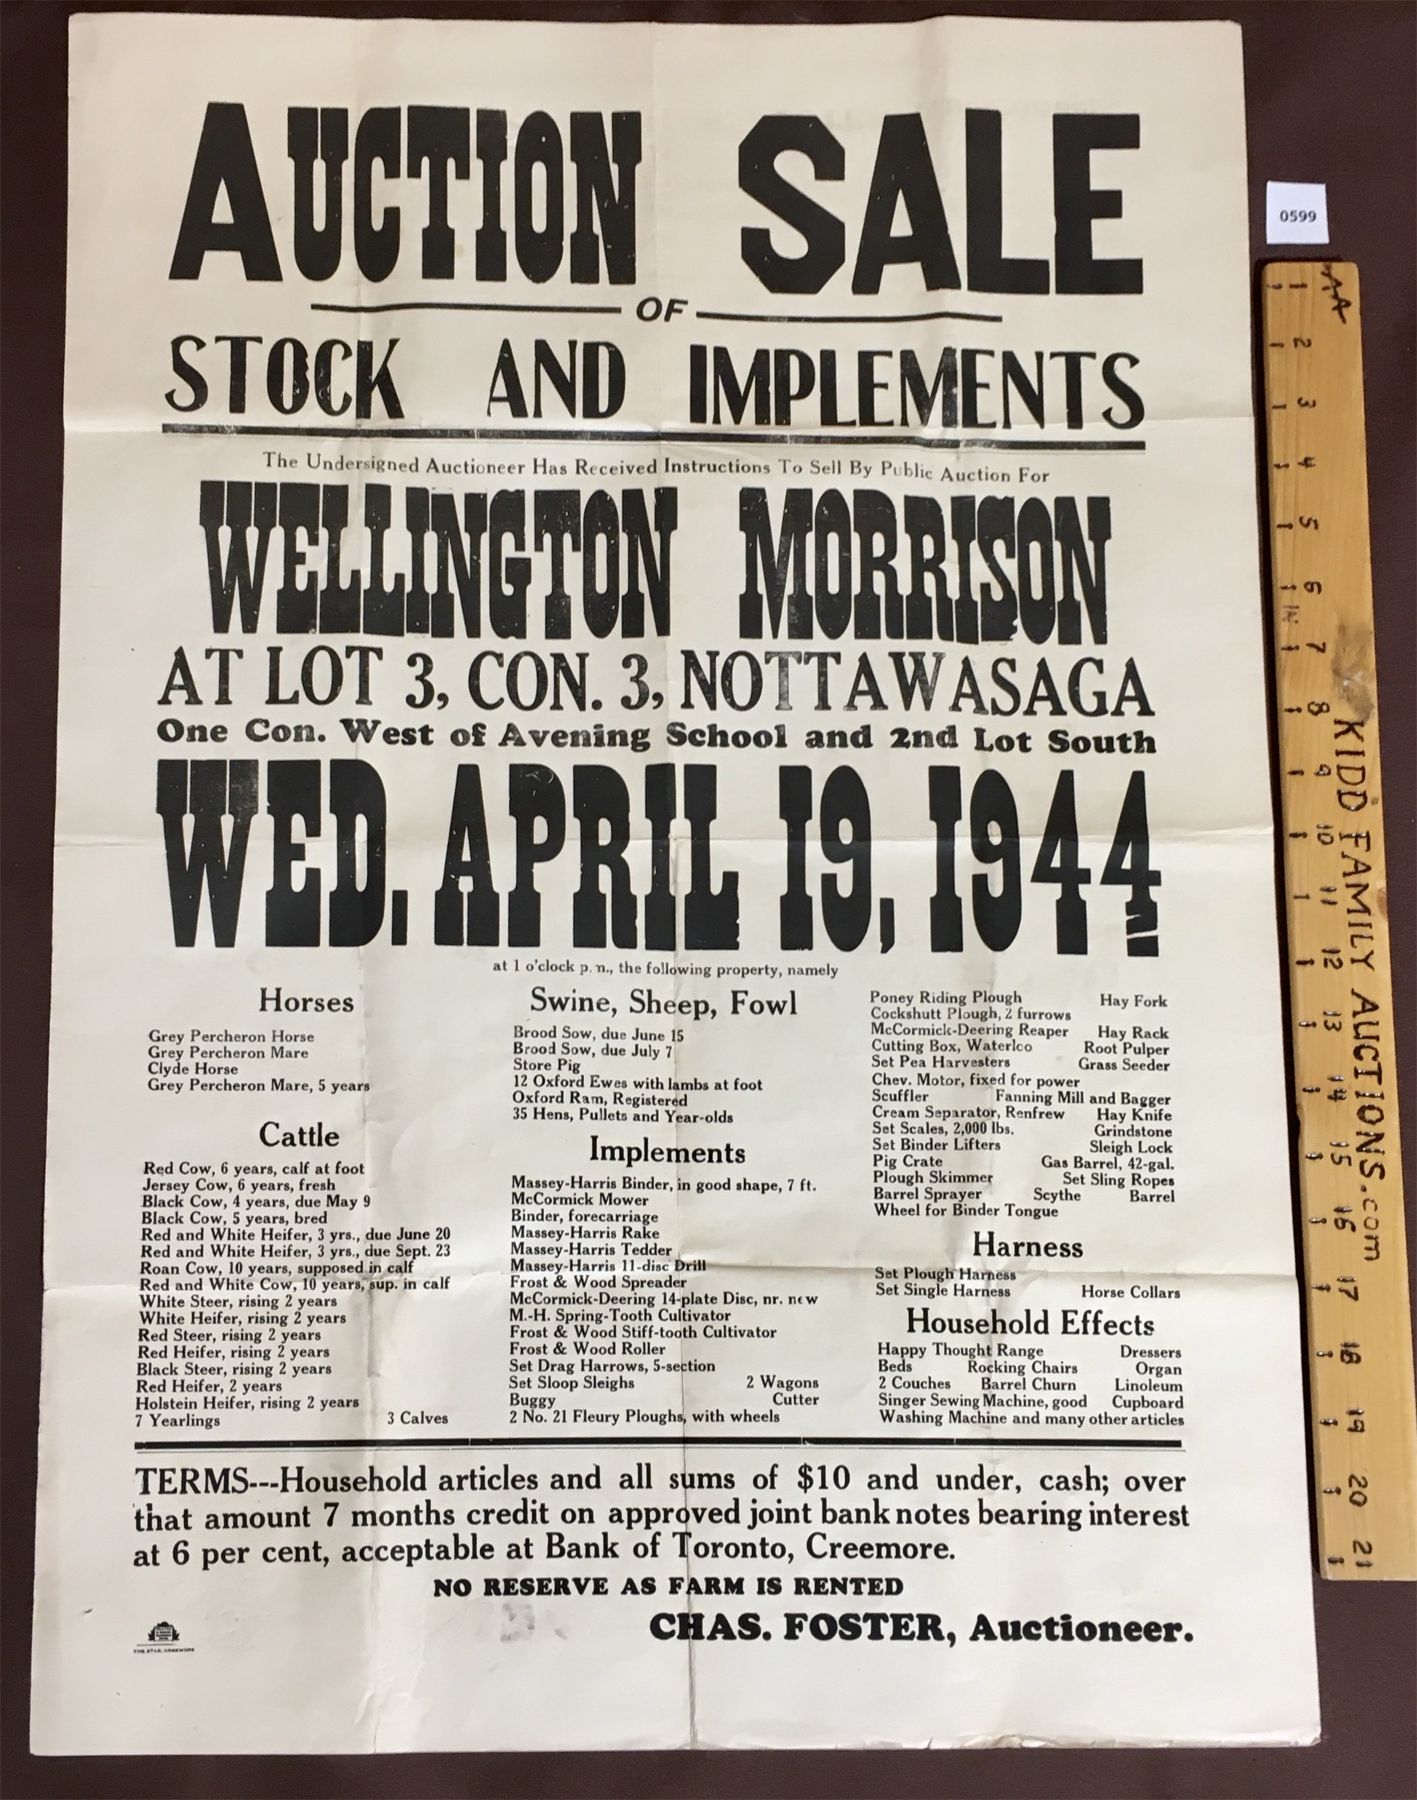 AUCTION SALE
OF
STOCK AND IMPLEMENTS
The Undersigned Auctioneer Has Received Instructions To Sell By Public Auction For
WELLINGTON MORRISON
AT LOT 3, CON. 3, NOTTAWASAGA
One Con. West of Avening School and 2nd Lot South
WED. APRIL 19, 1944
at 1 o'clock p.m., the following property, namely
Horses
Grey Percheron Horse
Grey Percheron Mare
Clyde Horse
Grey Percheron Mare, 5 years
Cattle
Red Cow, 6 years, calf at foot
Jersey Cow, 6 years, fresh
Black Cow, 4 years, due May 9
Black Cow, 5 years, bred
Red and White Heifer, 3 yrs., due June 20
Red and White Heifer, 3 yrs., due Sept. 23
Roan Cow, 10 years, supposed in calf
Red and White Cow, 10 years, sup. in calf
White Steer, rising 2 years
White Heifer, rising 2 years
Red Steer, rising 2 years
Red Heifer, rising 2 years
Black Steer, rising 2 years
Red Heifer, 2 years
Holstein Heifer, rising 2 years
7 Yearlings 3 Calves
Swine, Sheep, Fowl
Brood Sow, due June 15
Brood Sow, due July 7
Store Pig
12 Oxford Ewes with lambs at foot
Oxford Ram, Registered
35 Hens, Pullets and Year-olds
Implements
Massey-Harris Binder, in good shape, 7 ft.
McCormick Mower
Binder, forecarriage
Massey-Harris Rake
Massey-Harris Tedder
Massey-Harris 11-disc Drill
Frost & Wood Spreader
McCormick-Deering 14-plate Disc, nr. new
M.-H. Spring-Tooth Cultivator
Frost & Wood Stiff-tooth Cultivator
Frost & Wood Roller
Set Drag Harrows, 5-section
Set Sloop Sleighs 2 Wagons
Buggy Cutter
2 No. 21 Fleury Ploughs, with wheels
Poney Riding Plough Hay Fork
Cockshutt Plough, 2 furrows
McCormick-Deering Reaper Hay Rack
Cutting Box, Waterloo Root Pulper
Set Pea Harvesters Grass Seeder
Chev. Motor, fixed for power
Scuffler Fanning Mill and Bagger
Cream Separator, Renfrew Hay Knife
Set Scales, 2,000 lbs. Grindstone
Set Binder Lifters Sleigh Lock
Pig Crate Gas Barrel, 42-gal.
Plough Skimmer Set Sling Ropes
Barrel Sprayer Scythe Barrel
Wheel for Binder Tongue
Harness
Set Plough Harness
Set Single Harness Horse Collars
Household Effects
Happy Thought Range Dressers
Beds Rocking Chairs Organ
2 Couches Barrel Churn Linoleum
Singer Sewing Machine, good Cupboard
Washing Machine and many other articles
TERMS---Household articles and all sums of $10 and under, cash; over
that amount 7 months credit on approved joint bank notes bearing interest
at 6 per cent, acceptable at Bank of Toronto, Creemore.
NO RESERVE AS FARM IS RENTED
CHAS. FOSTER, Auctioneer.
THE STAR, CREEMORE
0599
1
2
3
4
5
6
7
8
9
10
11
12
13
14
15
16
17
18
19
20
21
KIDD FAMILY AUCTIONS.COM